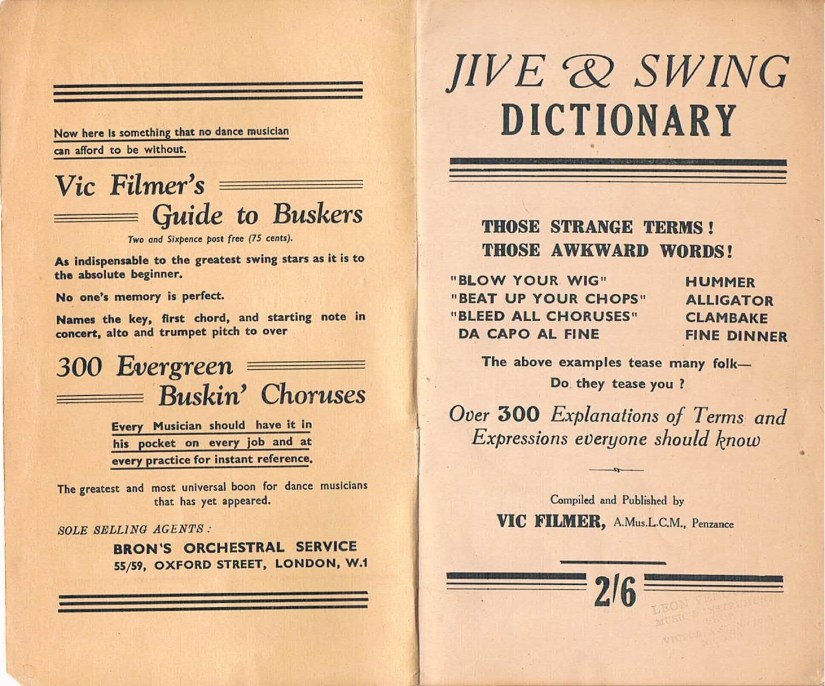 Now here is something that no dance musician
can afford to be without.
Vic Filmer's
Guide to Buskers
Two and Sixpence post free (75 cents).
As indispensable to the greatest swing stars as it is to
the absolute beginner.
No one's memory is perfect.
Names the key, first chord, and starting note in
concert, alto and trumpet pitch to over
300 Evergreen
Buskin' Choruses
Every Musician should have it in
his pocket on every job and at
every practice for instant reference.
The greatest and most universal boon for dance musicians
that has yet appeared.
SOLE SELLING AGENTS :
BRON'S ORCHESTRAL SERVICE
55/59, OXFORD STREET, LONDON, W.1
JIVE & SWING
DICTIONARY
THOSE STRANGE TERMS !
THOSE AWKWARD WORDS !
"BLOW YOUR WIG" HUMMER
"BEAT UP YOUR CHOPS" ALLIGATOR
"BLEED ALL CHORUSES" CLAMBAKE
DA CAPO AL FINE FINE DINNER
The above examples tease many folk—
Do they tease you ?
Over 300 Explanations of Terms and
Expressions everyone should know
Compiled and Published by
VIC FILMER, A.Mus.L.C.M., Penzance
2/6
LEON